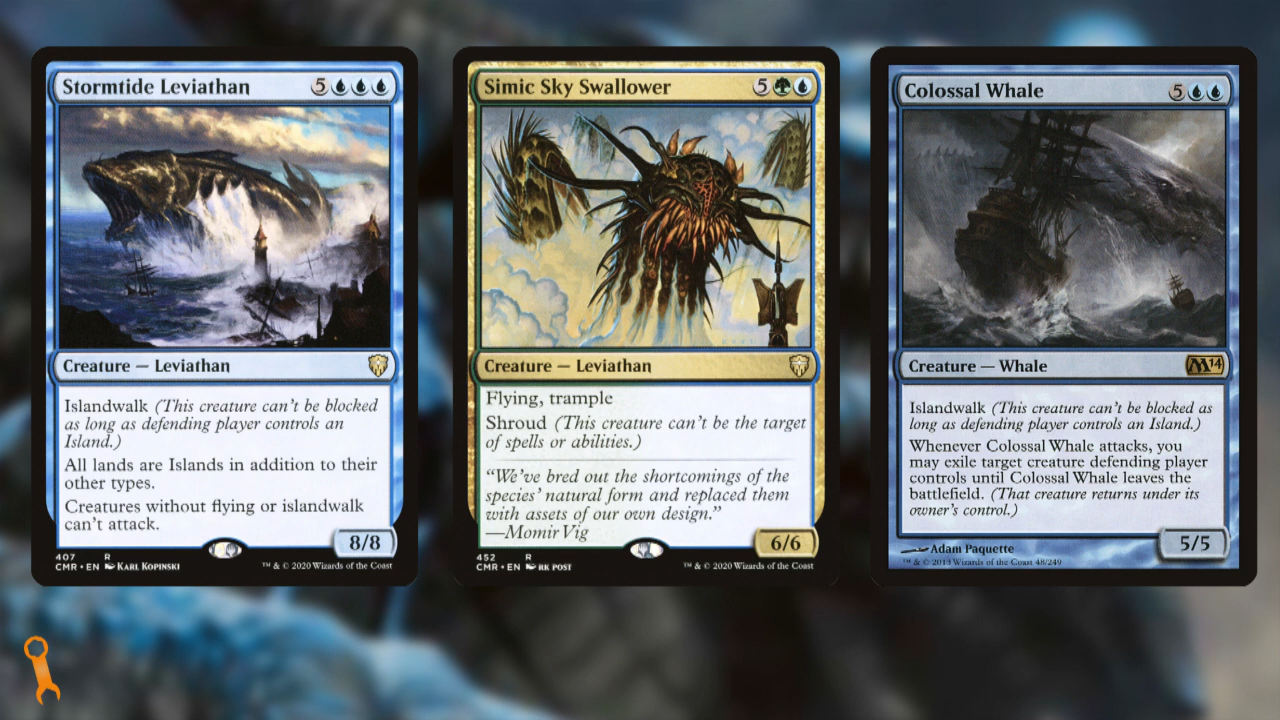 Stormtide Leviathan
5
Creature — Leviathan
Islandwalk (This creature can't be blocked
as long as defending player controls an
Island.)
All lands are Islands in addition to their
other types.
Creatures without flying or islandwalk
can't attack.
8/8
407 R
CMR • EN Karl Kopinski
™ & © 2020 Wizards of the Coast
Simic Sky Swallower
5
Creature — Leviathan
Flying, trample
Shroud (This creature can't be the target
of spells or abilities.)
"We've bred out the shortcomings of the
species' natural form and replaced them
with assets of our own design."
—Momir Vig
6/6
452 R
CMR • EN RK Post
™ & © 2020 Wizards of the Coast
Colossal Whale
5
Creature — Whale
M14
Islandwalk (This creature can't be blocked as
long as defending player controls an Island.)
Whenever Colossal Whale attacks, you
may exile target creature defending player
controls until Colossal Whale leaves the
battlefield. (That creature returns under its
owner's control.)
5/5
Adam Paquette
™ & © 2013 Wizards of the Coast 48/249